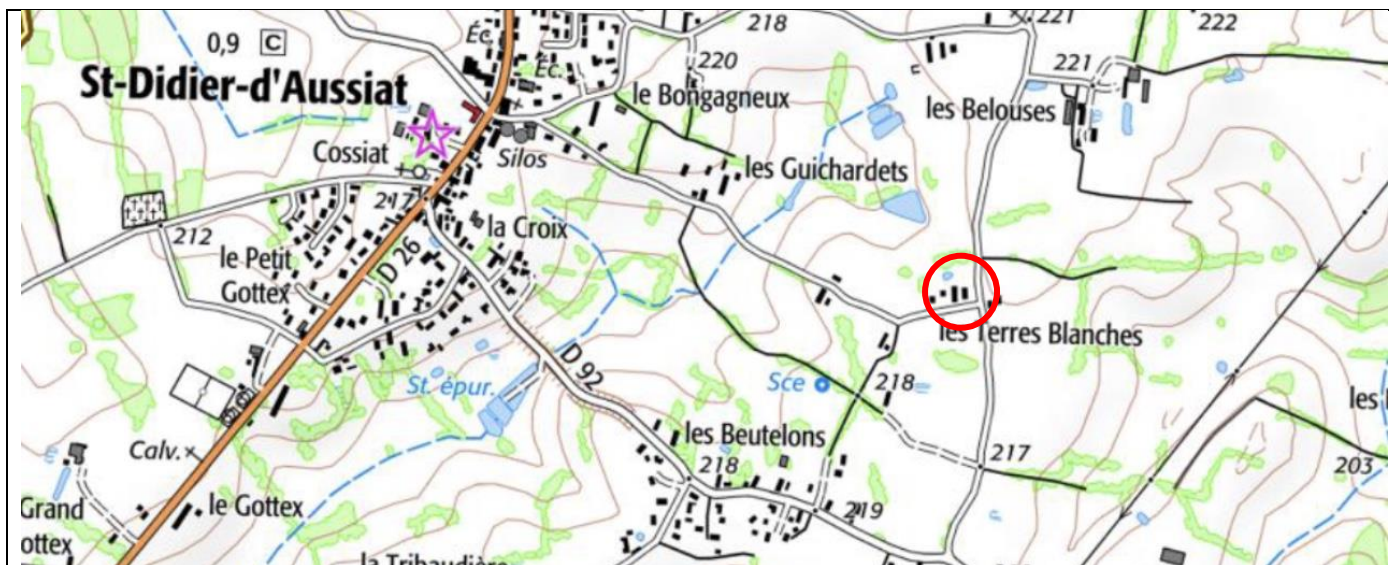 218
221
222
0,9 C
Éc.
Éc.
220
221
St-Didier-d'Aussiat
le Bongagneux
les Belouses
Cossiat
Silos
les Guichardets
217
212
la Croix
le Petit
Gottex
D 26
les Terres Blanches
D 92
St. épur.
Sce
218
les
les Beutelons
Calv.
218
217
203
Grand
ottex
le Gottex
219
la Tribaudière